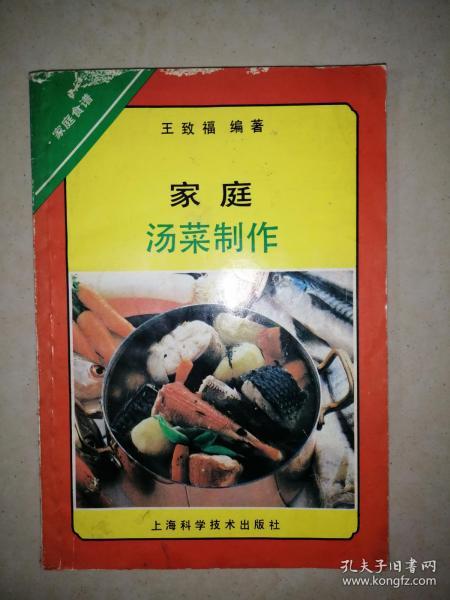 家庭食谱
王致福 编著
家庭
汤菜制作
上海科学技术出版社
孔夫子旧书网
www.kongfz.com